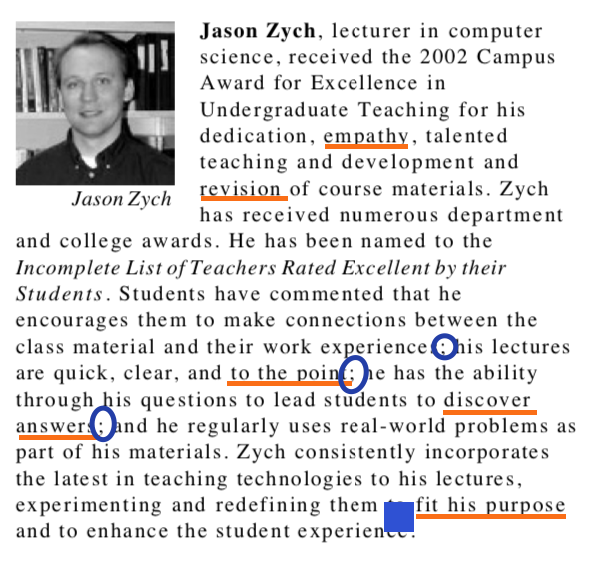 Jason Zych, lecturer in computer
science, received the 2002 Campus
Award for Excellence in
Undergraduate Teaching for his
dedication, empathy, talented
teaching and development and
revision of course materials. Zych
Jason Zych
has received numerous department
and college awards. He has been named to the
Incomplete List of Teachers Rated Excellent by their
Students. Students have commented that he
encourages them to make connections between the
class material and their work experiences; his lectures
are quick, clear, and to the point; he has the ability
through his questions to lead students to discover
answers; and he regularly uses real-world problems as
part of his materials. Zych consistently incorporates
the latest in teaching technologies to his lectures,
experimenting and redefining them fit his purpose
and to enhance the student experience.